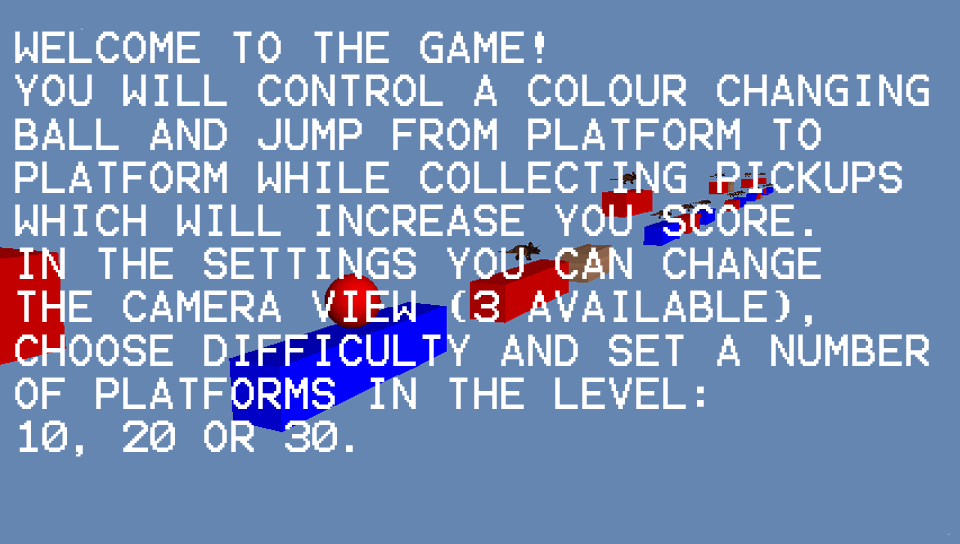 WELCOME TO THE GAME!
YOU WILL CONTROL A COLOUR CHANGING
BALL AND JUMP FROM PLATFORM TO
PLATFORM WHILE COLLECTING PICKUPS
WHICH WILL INCREASE YOU SCORE.
IN THE SETTINGS YOU CAN CHANGE
THE CAMERA VIEW (3 AVAILABLE),
CHOOSE DIFFICULTY AND SET A NUMBER
OF PLATFORMS IN THE LEVEL:
10, 20 OR 30.